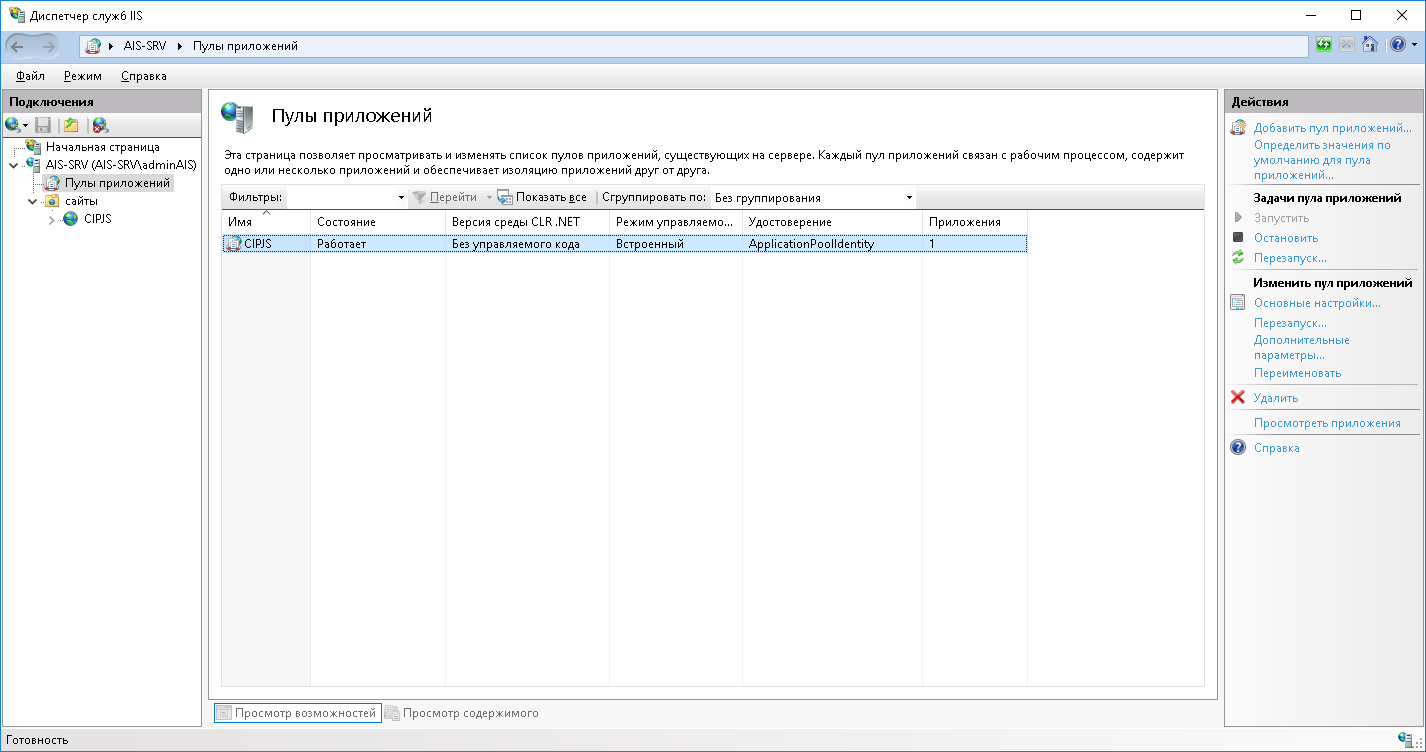 Диспетчер служб IIS
AIS-SRV Пулы приложений
Файл Режим Справка
Подключения
Начальная страница
AIS-SRV (AIS-SRV\adminAIS)
Пулы приложений
сайты
CIPJS
Пулы приложений
Эта страница позволяет просматривать и изменять список пулов приложений, существующих на сервере. Каждый пул приложений связан с рабочим процессом, содержит
одно или несколько приложений и обеспечивает изоляцию приложений друг от друга.
Фильтры: Перейти Показать все Сгруппировать по: Без группирования
Имя Состояние Версия среды CLR .NET Режим управляемо... Удостоверение Приложения
CIPJS Работает Без управляемого кода Встроенный ApplicationPoolIdentity 1
Просмотр возможностей Просмотр содержимого
Действия
Добавить пул приложений...
Определить значения по
умолчанию для пула
приложений...
Задачи пула приложений
Запустить
Остановить
Перезапуск...
Изменить пул приложений
Основные настройки...
Перезапуск...
Дополнительные
параметры...
Переименовать
Удалить
Просмотреть приложения
Справка
Готовность